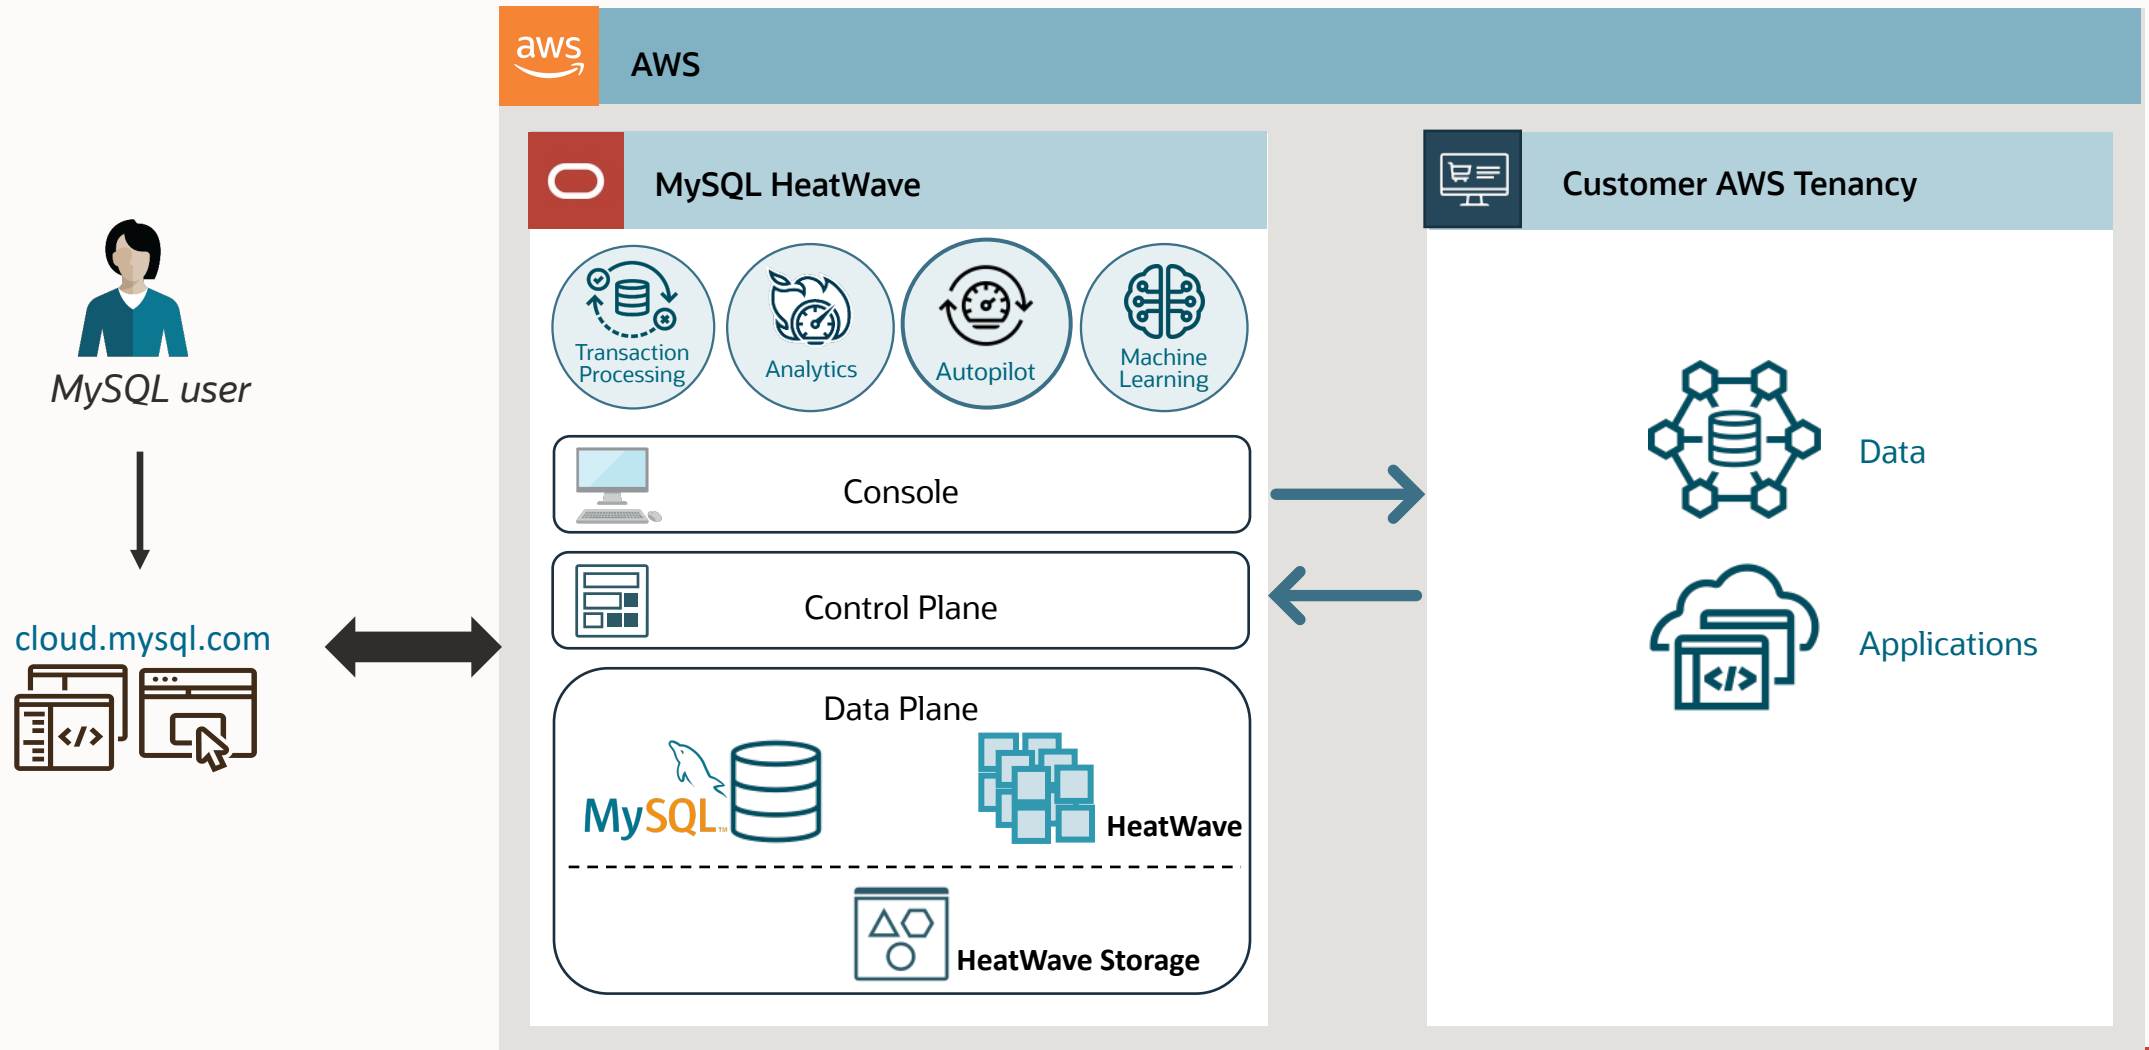 aws
AWS
MySQL HeatWave
Customer AWS Tenancy
Transaction
Processing
Analytics
Autopilot
Machine
Learning
MySQL user
Console
Data
Control Plane
cloud.mysql.com
Applications
</>
</>
Data Plane
MySQL™
HeatWave
HeatWave Storage